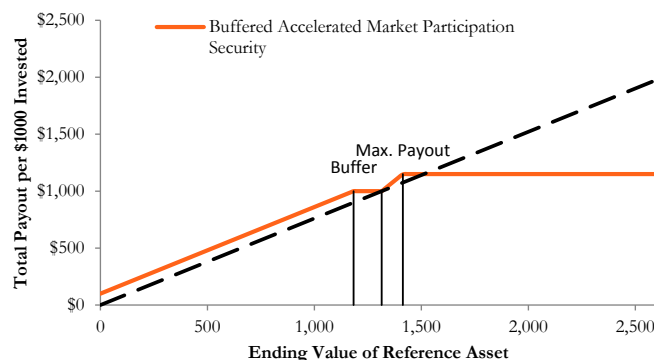 $2,500
Buffered Accelerated Market Participation
Security
$2,000
$1,500
Max. Payout
Buffer
$1,000
$500
$0
0
500
1,000
1,500
2,000
2,500
Total Payout per $1000 Invested
Ending Value of Reference Asset